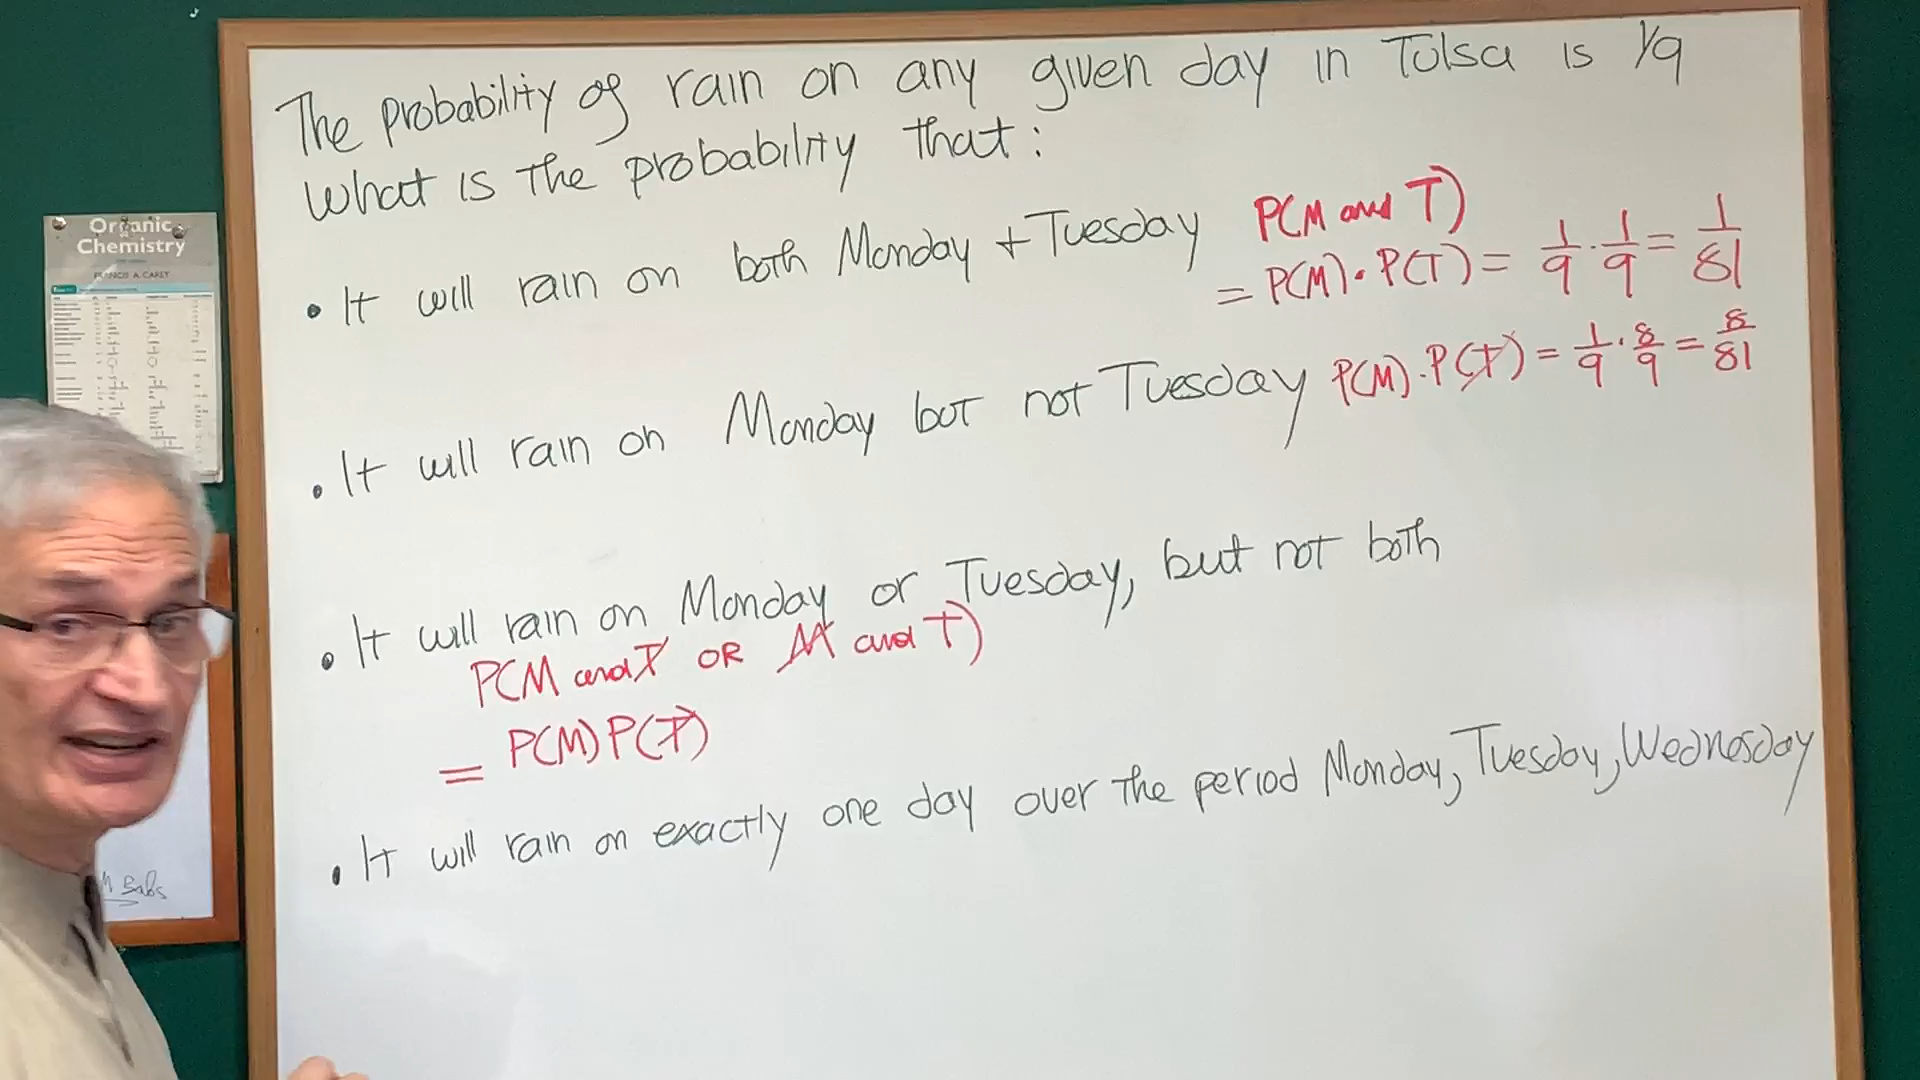 The probability of rain on any given day in Tulsa is 1/9
What is the probability that:
• It will rain on both Monday + Tuesday P(M and T)
= P(M) • P(T) = 1/9 · 1/9 = 1/81
• It will rain on Monday but not Tuesday P(M) · P(T̸) = 1/9 · 8/9 = 8/81
• It will rain on Monday or Tuesday, but not both
P(M and T̸ OR M̸ and T)
= P(M) P(T̸)
• It will rain on exactly one day over the period Monday, Tuesday, Wednesday
Organic
Chemistry
FRANCIS A. CAREY